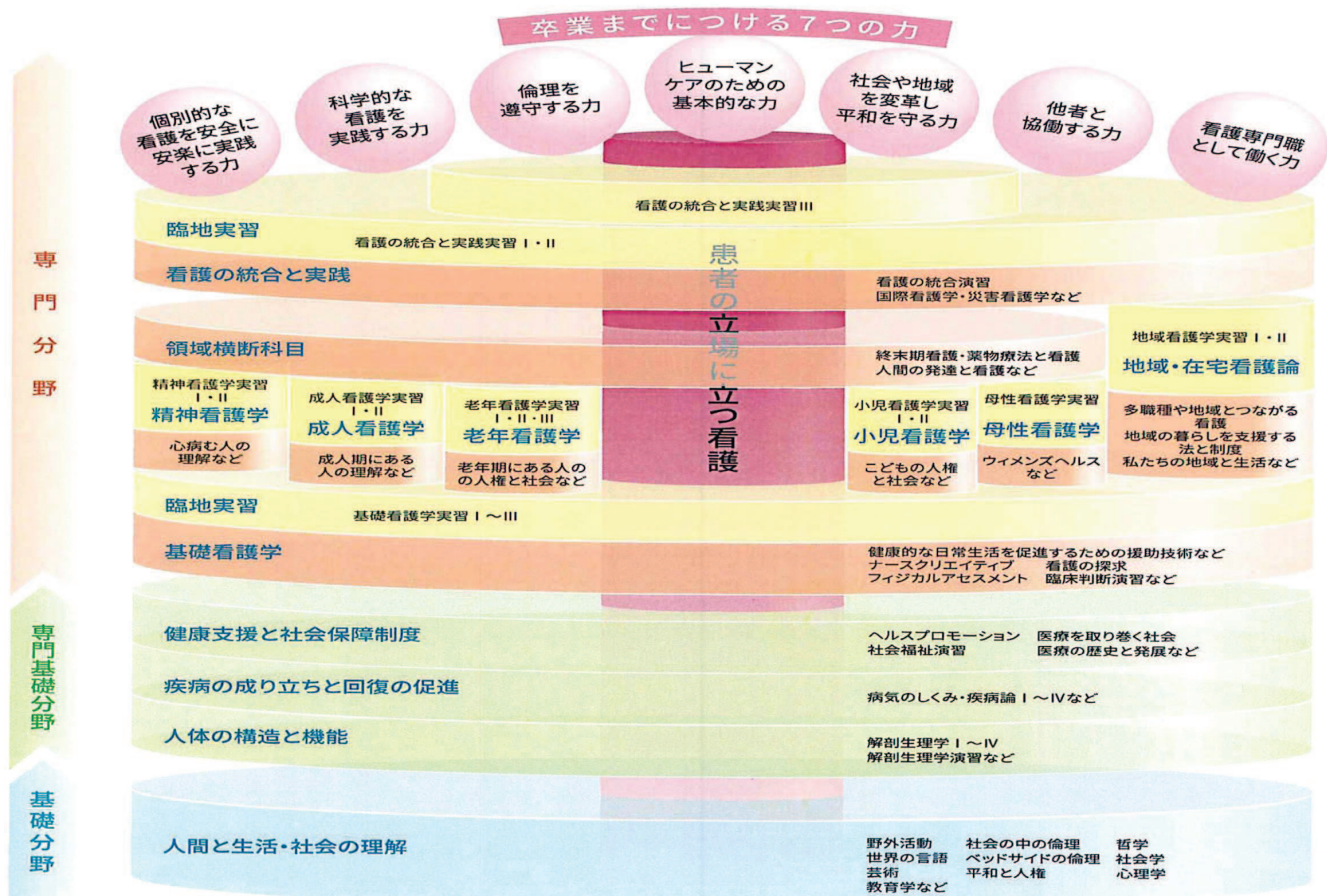 卒業までにつける7つの力
個別的な
看護を安全に
安楽に実践
する力
科学的な
看護を
実践する力
倫理を
遵守する力
ヒューマン
ケアのための
基本的な力
社会や地域
を変革し
平和を守る力
他者と
協働する力
看護専門職
として働く力
専門分野
看護の統合と実践実習III
臨地実習
看護の統合と実践実習 I・II
看護の統合と実践
看護の統合演習
国際看護学・災害看護学など
患者の立場に立つ看護
領域横断科目
終末期看護・薬物療法と看護
人間の発達と看護など
地域看護学実習 I・II
地域・在宅看護論
多職種や地域とつながる
看護
地域の暮らしを支援する
法と制度
私たちの地域と生活など
精神看護学実習
I・II
精神看護学
心病む人の
理解など
成人看護学実習
I・II
成人看護学
成人期にある
人の理解など
老年看護学実習
I・II・III
老年看護学
老年期にある人の
の人権と社会など
小児看護学実習
I・II
小児看護学
こどもの人権
と社会など
母性看護学実習
母性看護学
ウィメンズヘルス
など
臨地実習
基礎看護学実習 I～III
基礎看護学
健康的な日常生活を促進するための援助技術など
ナースクリエイティブ 看護の探求
フィジカルアセスメント 臨床判断演習など
専門基礎分野
健康支援と社会保障制度
ヘルスプロモーション 医療を取り巻く社会
社会福祉演習 医療の歴史と発展など
疾病の成り立ちと回復の促進
病気のしくみ・疾病論 I～IVなど
人体の構造と機能
解剖生理学 I～IV
解剖生理学演習など
基礎分野
人間と生活・社会の理解
野外活動 社会の中の倫理 哲学
世界の言語 ベッドサイドの倫理 社会学
芸術 平和と人権 心理学
教育学など